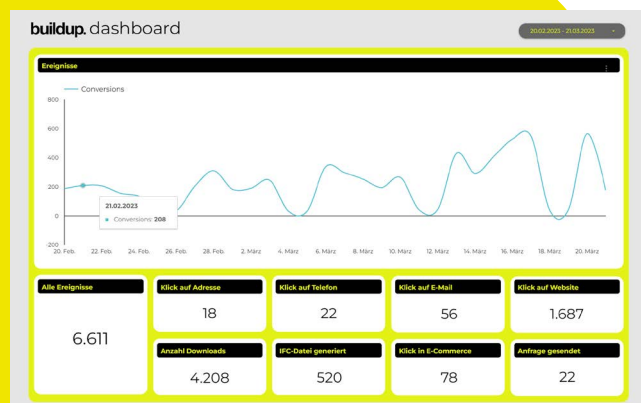 buildup. dashboard
20.02.2023 - 21.03.2023
Ereignisse
Conversions
800
600
400
200
0
-200
21.02.2023
Conversions: 208
20. Feb. 22. Feb. 24. Feb. 26. Feb. 28. Feb. 2. März 4. März 6. März 8. März 10. März 12. März 14. März 16. März 18. März 20. März
Alle Ereignisse
6.611
Klick auf Adresse Klick auf Telefon Klick auf E-Mail Klick auf Website
18 22 56 1.687
Anzahl Downloads IFC-Datei generiert Klick in E-Commerce Anfrage gesendet
4.208 520 78 22